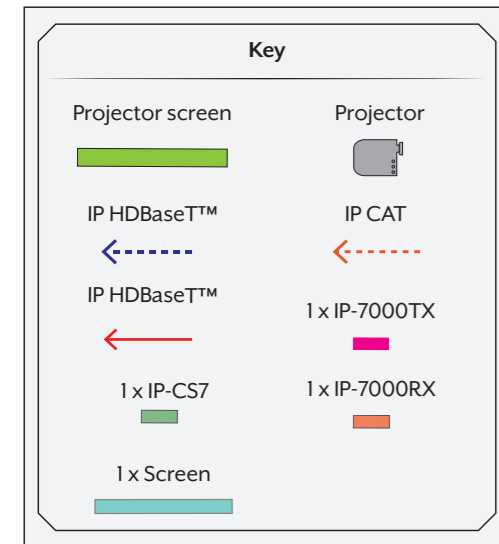 Key
Projector screen
Projector
IP HDBaseT™
IP CAT
IP HDBaseT™
1 x IP-7000TX
1 x IP-CS7
1 x IP-7000RX
1 x Screen